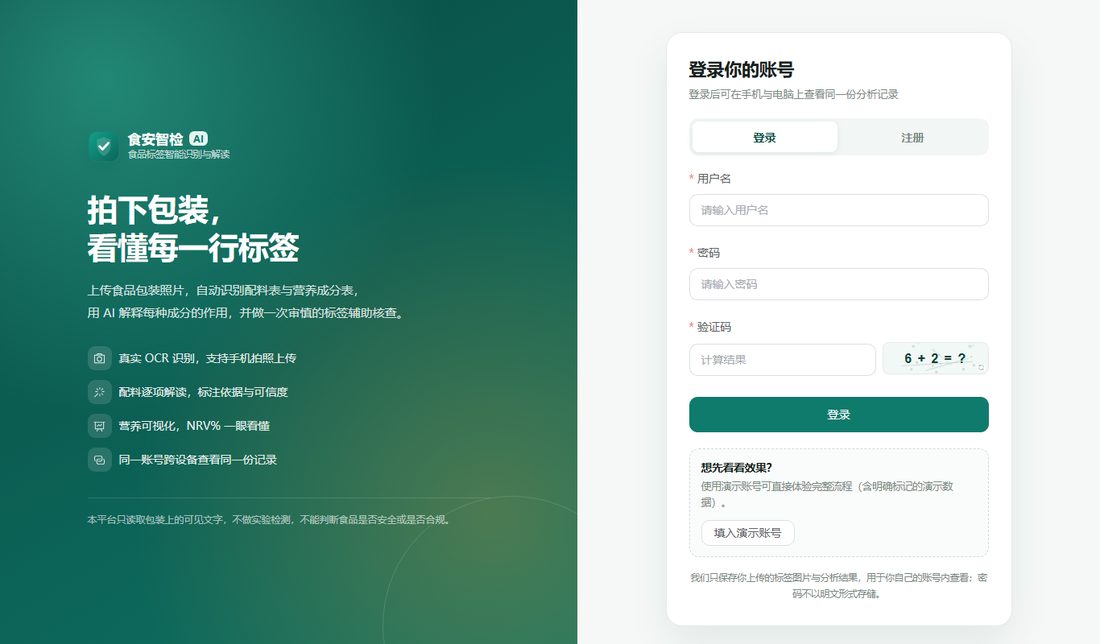 食安智检 AI
食品标签智能识别与解读
拍下包装，
看懂每一行标签
上传食品包装照片，自动识别配料表与营养成分表，
用 AI 解释每种成分的作用，并做一次审慎的标签辅助核查。
真实 OCR 识别，支持手机拍照上传
配料逐项解读，标注依据与可信度
营养可视化，NRV% 一眼看懂
同一账号跨设备查看同一份记录
本平台只读取包装上的可见文字，不做实验检测，不能判断食品是否安全或是否合规。
登录你的账号
登录后可在手机与电脑上查看同一份分析记录
登录 注册
* 用户名
请输入用户名
* 密码
请输入密码
* 验证码
计算结果 6 + 2 = ?
登录
想先看看效果？
使用演示账号可直接体验完整流程（含明确标记的演示数
据）。
填入演示账号
我们只保存你上传的标签图片与分析结果，用于你自己的账号内查看；密
码不以明文形式存储。